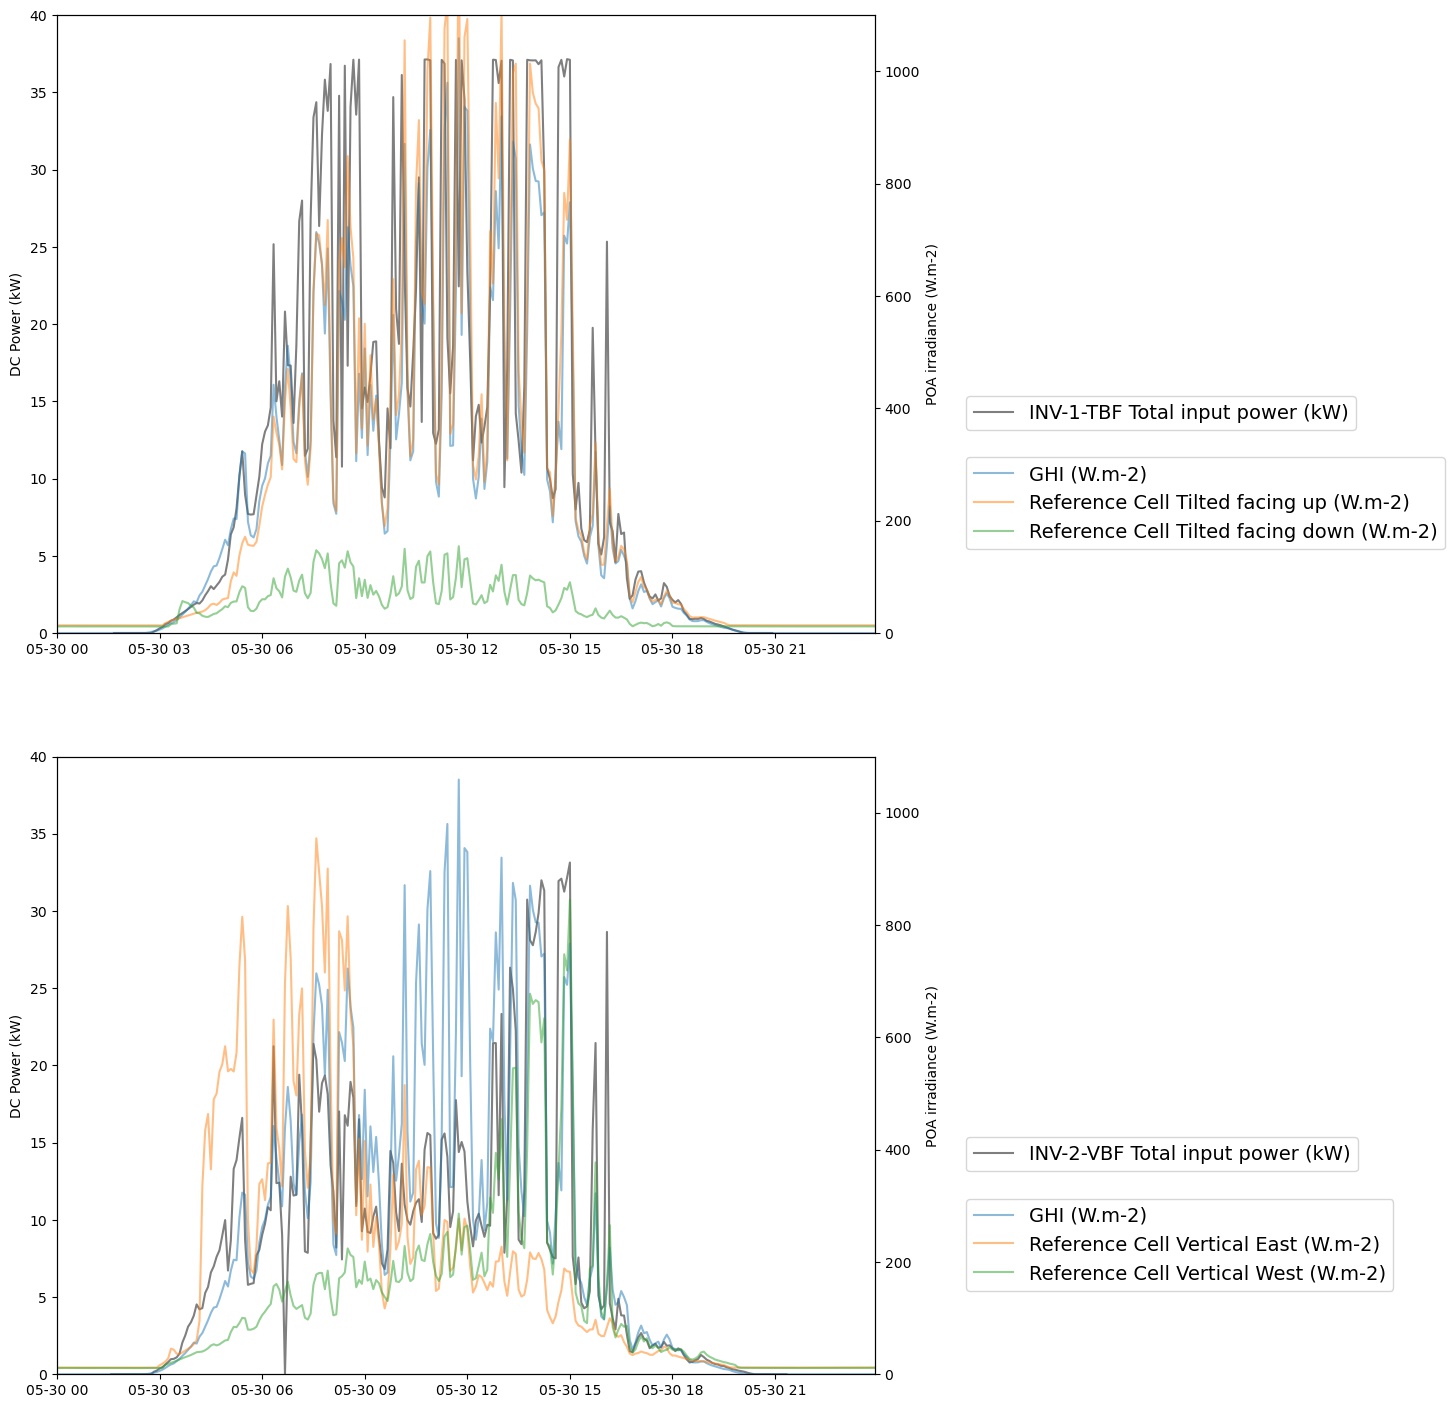 40
35
30
25
20
15
10
5
0
DC Power (kW)
1000
800
600
400
200
0
POA irradiance (W.m-2)
05-30 00 05-30 03 05-30 06 05-30 09 05-30 12 05-30 15 05-30 18 05-30 21
INV-1-TBF Total input power (kW)
GHI (W.m-2)
Reference Cell Tilted facing up (W.m-2)
Reference Cell Tilted facing down (W.m-2)
40
35
30
25
20
15
10
5
0
DC Power (kW)
1000
800
600
400
200
0
POA irradiance (W.m-2)
05-30 00 05-30 03 05-30 06 05-30 09 05-30 12 05-30 15 05-30 18 05-30 21
INV-2-VBF Total input power (kW)
GHI (W.m-2)
Reference Cell Vertical East (W.m-2)
Reference Cell Vertical West (W.m-2)